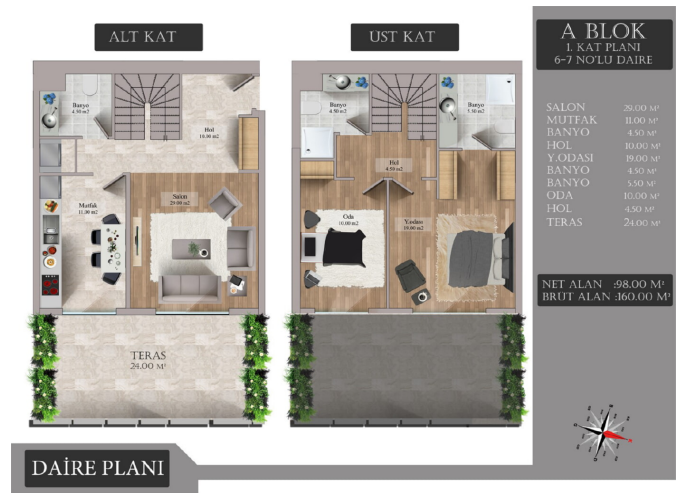 ALT KAT
ÜST KAT
A BLOK
1. KAT PLANI
6-7 NO'LU DAIRE
Banyo
4.50 m2
Hol
10.00 m2
Mutfak
11.00 m2
Salon
29.00 m2
TERAS
24.00 M²
Banyo
4.50 m2
Banyo
5.50 m2
Hol
4.50 m2
Oda
10.00 m2
Y.odası
19.00 m2
SALON 29.00 M²
MUTFAK 11.00 M²
BANYO 4.50 M²
HOL 10.00 M²
Y.ODASI 19.00 M²
BANYO 4.50 M²
BANYO 5.50 M²
ODA 10.00 M²
HOL 4.50 M²
TERAS 24.00 M²
NET ALAN :98.00 M²
BRÜT ALAN :160.00 M²
DAİRE PLANI